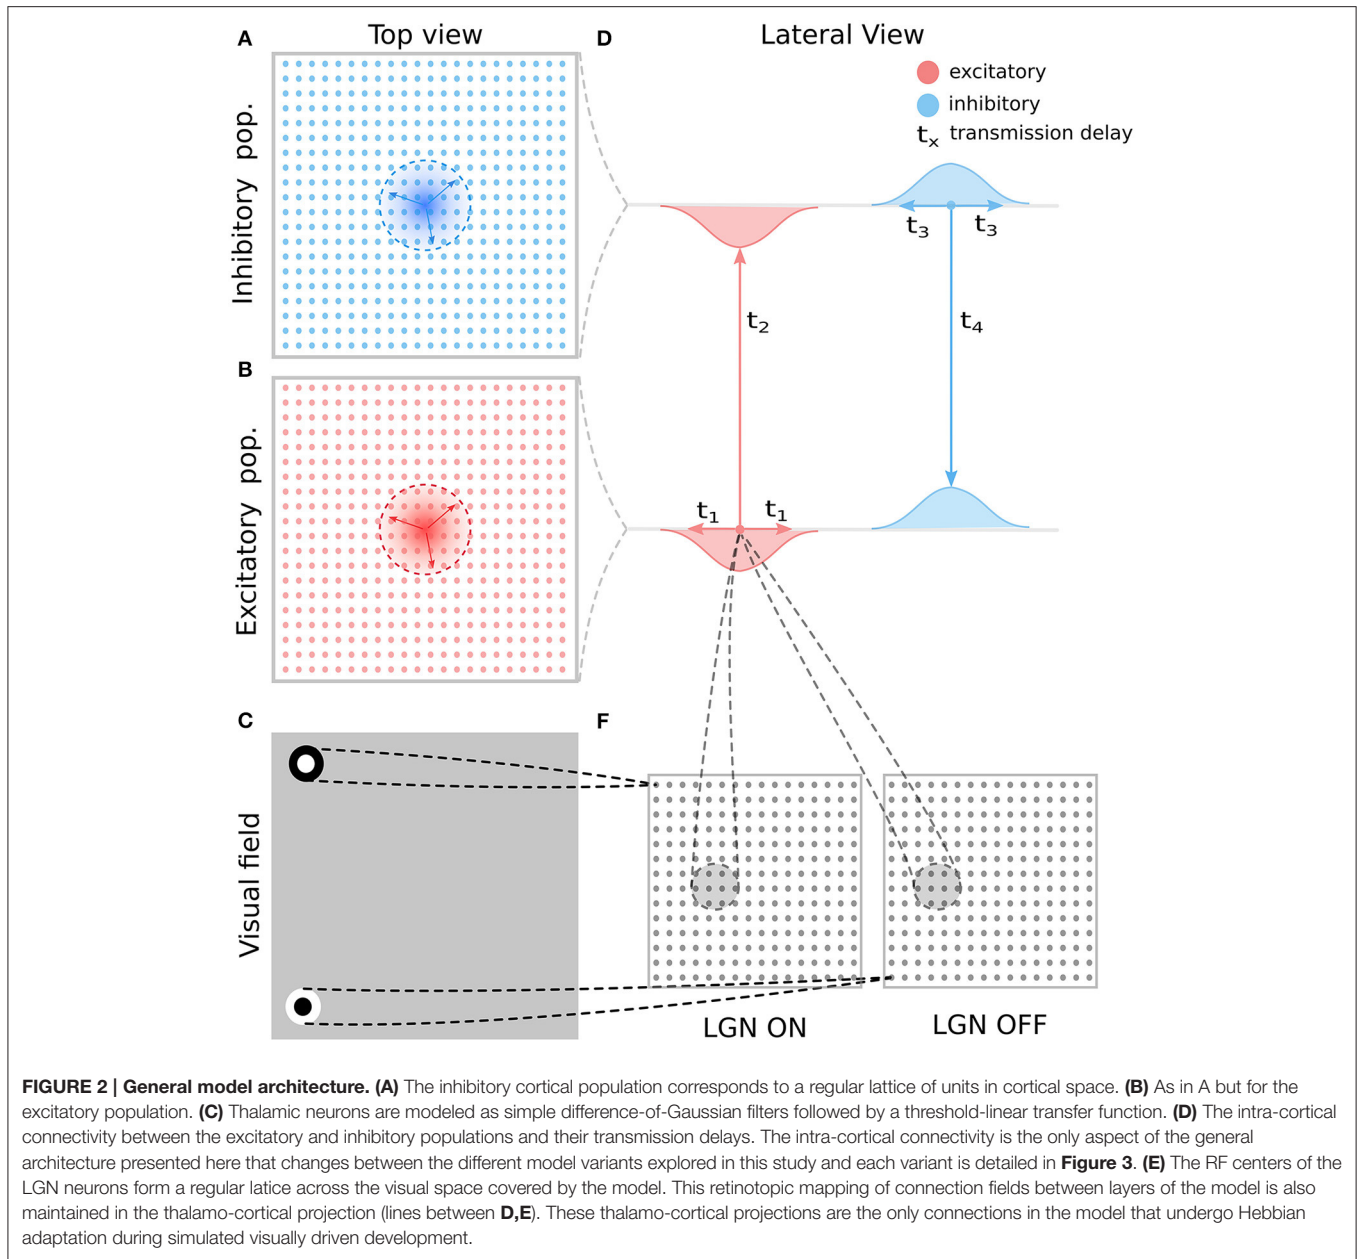 A
Top view
D
Lateral View
excitatory
inhibitory
tx transmission delay
Inhibitory pop.
t3
t3
t2
t4
B
Excitatory pop.
t1
t1
C
F
Visual field
LGN ON
LGN OFF
FIGURE 2 | General model architecture. (A) The inhibitory cortical population corresponds to a regular lattice of units in cortical space. (B) As in A but for the
excitatory population. (C) Thalamic neurons are modeled as simple difference-of-Gaussian filters followed by a threshold-linear transfer function. (D) The intra-cortical
connectivity between the excitatory and inhibitory populations and their transmission delays. The intra-cortical connectivity is the only aspect of the general
architecture presented here that changes between the different model variants explored in this study and each variant is detailed in Figure 3. (E) The RF centers of the
LGN neurons form a regular latice across the visual space covered by the model. This retinotopic mapping of connection fields between layers of the model is also
maintained in the thalamo-cortical projection (lines between D,E). These thalamo-cortical projections are the only connections in the model that undergo Hebbian
adaptation during simulated visually driven development.